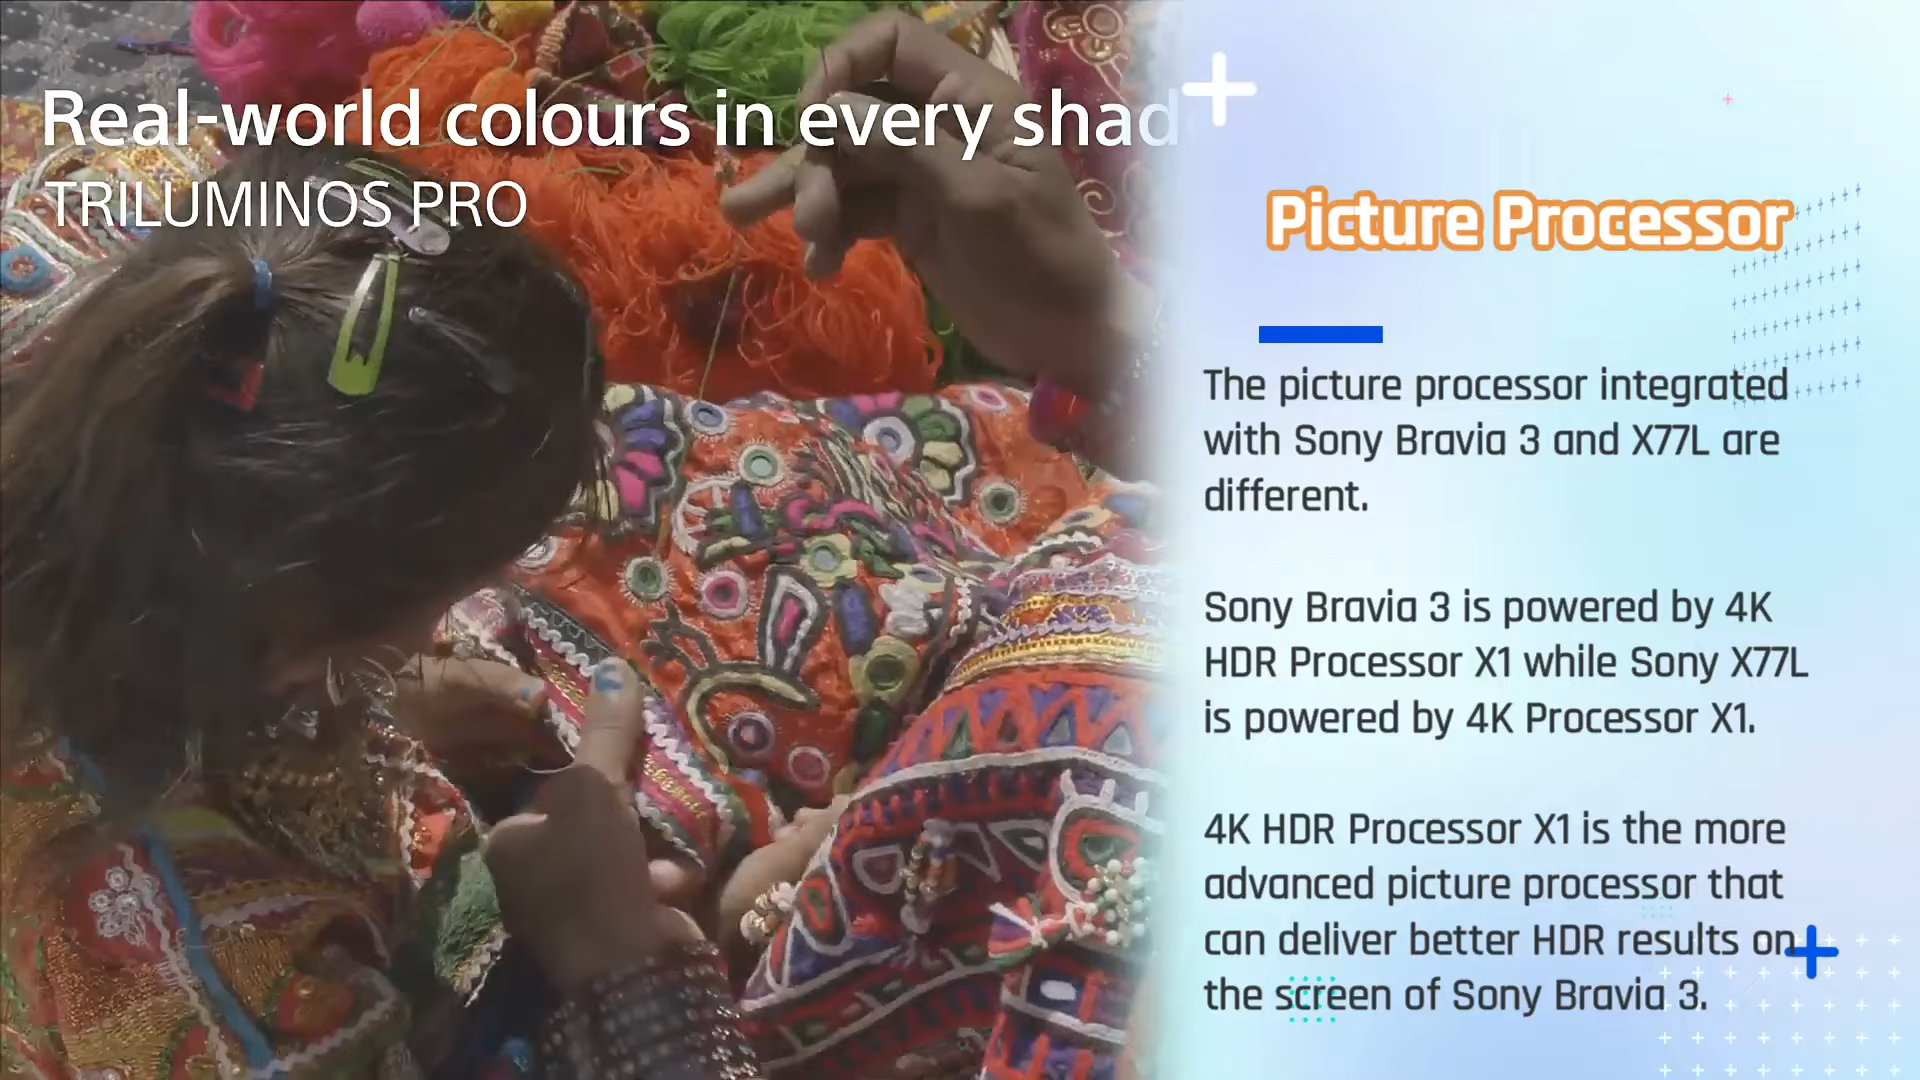 Real-world colours in every shad
TRILUMINOS PRO
Picture Processor
The picture processor integrated
with Sony Bravia 3 and X77L are
different.
Sony Bravia 3 is powered by 4K
HDR Processor X1 while Sony X77L
is powered by 4K Processor X1.
4K HDR Processor X1 is the more
advanced picture processor that
can deliver better HDR results on
the screen of Sony Bravia 3.